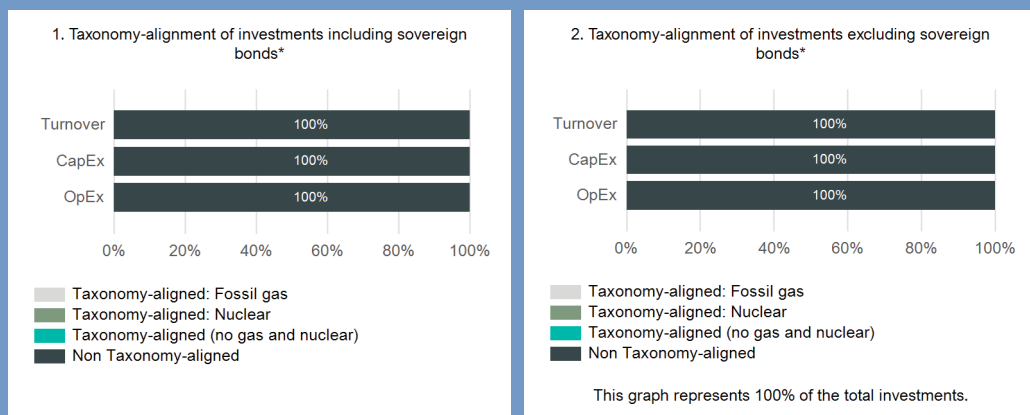 1. Taxonomy-alignment of investments including sovereign
bonds*
Turnover
100%
CapEx
100%
OpEx
100%
0% 20% 40% 60% 80% 100%
Taxonomy-aligned: Fossil gas
Taxonomy-aligned: Nuclear
Taxonomy-aligned (no gas and nuclear)
Non Taxonomy-aligned
2. Taxonomy-alignment of investments excluding sovereign
bonds*
Turnover
100%
CapEx
100%
OpEx
100%
0% 20% 40% 60% 80% 100%
Taxonomy-aligned: Fossil gas
Taxonomy-aligned: Nuclear
Taxonomy-aligned (no gas and nuclear)
Non Taxonomy-aligned
This graph represents 100% of the total investments.